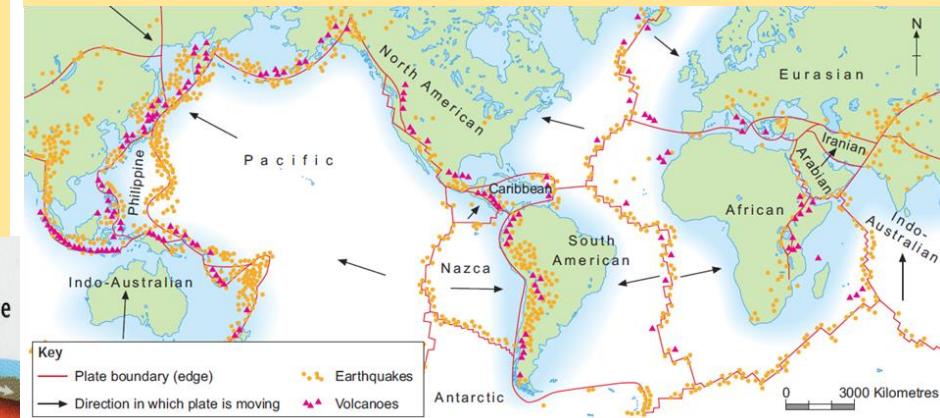 N
North
American
Eurasian
Pacific
Philippine
Iranian
Arabian
Caribbean
African
Indo-
Australian
South
American
Nazca
Indo-Australian
e
Key
Plate boundary (edge)
Earthquakes
Direction in which plate is moving
Volcanoes
Antarctic
0 3000 Kilometres